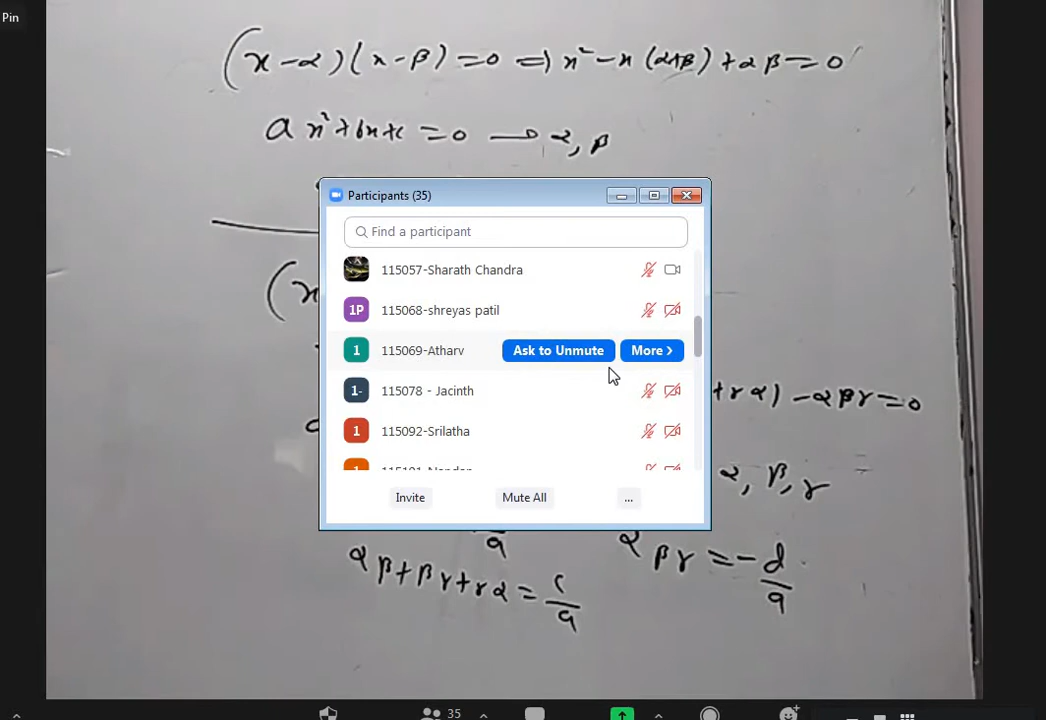 Pin
(x-α)(x-β)=0 ⇒ x²-x(α+β)+αβ=0
ax²+bx+c=0 → α, β
Participants (35)
Find a participant
115057-Sharath Chandra
1P 115068-shreyas patil
1 115069-Atharv Ask to Unmute More >
1- 115078 - Jacinth
1 115092-Srilatha
(x
+γα)-αβγ=0
α, β, γ
Invite Mute All ...
a
αβγ=-d/a
αβ+βγ+γα=c/a
35